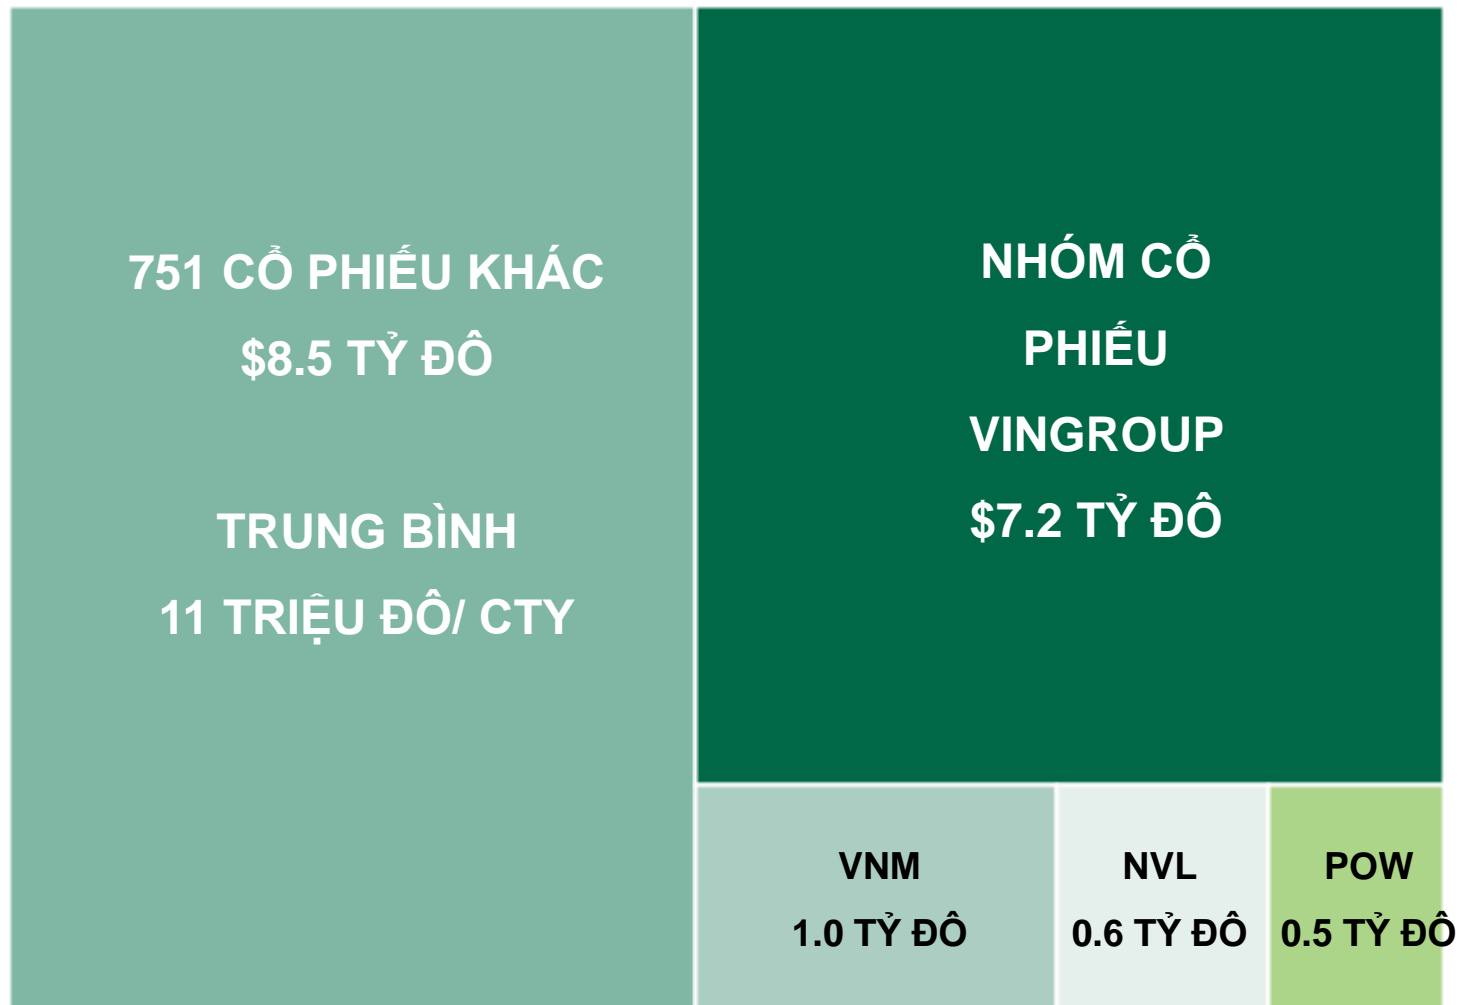 751 CỔ PHIẾU KHÁC
$8.5 TỶ ĐÔ
TRUNG BÌNH
11 TRIỆU ĐÔ/ CTY
NHÓM CỔ
PHIẾU
VINGROUP
$7.2 TỶ ĐÔ
VNM
1.0 TỶ ĐÔ
NVL
0.6 TỶ ĐÔ
POW
0.5 TỶ ĐÔ